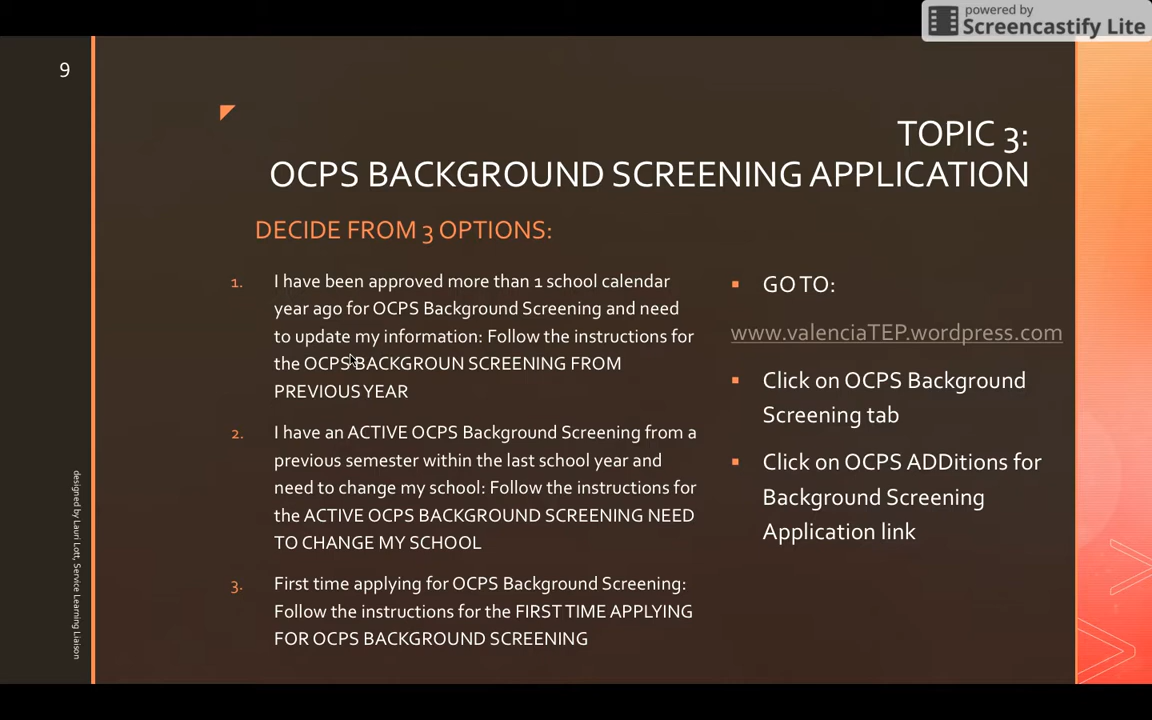 powered by
Screencastify Lite
9
TOPIC 3:
OCPS BACKGROUND SCREENING APPLICATION
DECIDE FROM 3 OPTIONS:
1. I have been approved more than 1 school calendar
year ago for OCPS Background Screening and need
to update my information: Follow the instructions for
the OCPS BACKGROUN SCREENING FROM
PREVIOUS YEAR
2. I have an ACTIVE OCPS Background Screening from a
previous semester within the last school year and
need to change my school: Follow the instructions for
the ACTIVE OCPS BACKGROUND SCREENING NEED
TO CHANGE MY SCHOOL
3. First time applying for OCPS Background Screening:
Follow the instructions for the FIRST TIME APPLYING
FOR OCPS BACKGROUND SCREENING
▪ GO TO:
www.valenciaTEP.wordpress.com
▪ Click on OCPS Background
Screening tab
▪ Click on OCPS ADDitions for
Background Screening
Application link
designed by Lauri Lott, Service Learning Liaison